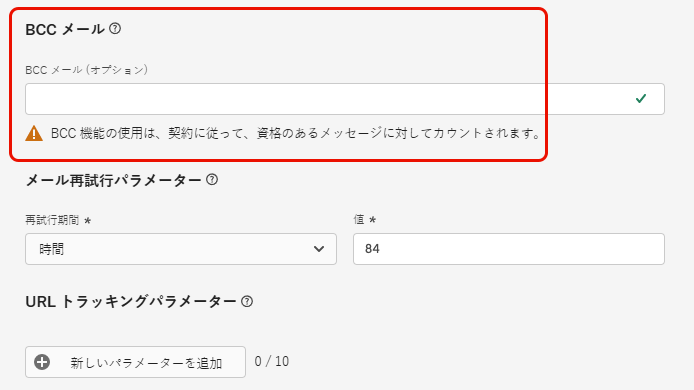 BCC メール
BCC メール (オプション)
BCC 機能の使用は、契約に従って、資格のあるメッセージに対してカウントされます。
メール再試行パラメーター
再試行期間 *
値 *
時間
84
URL トラッキングパラメーター
新しいパラメーターを追加
0 / 10